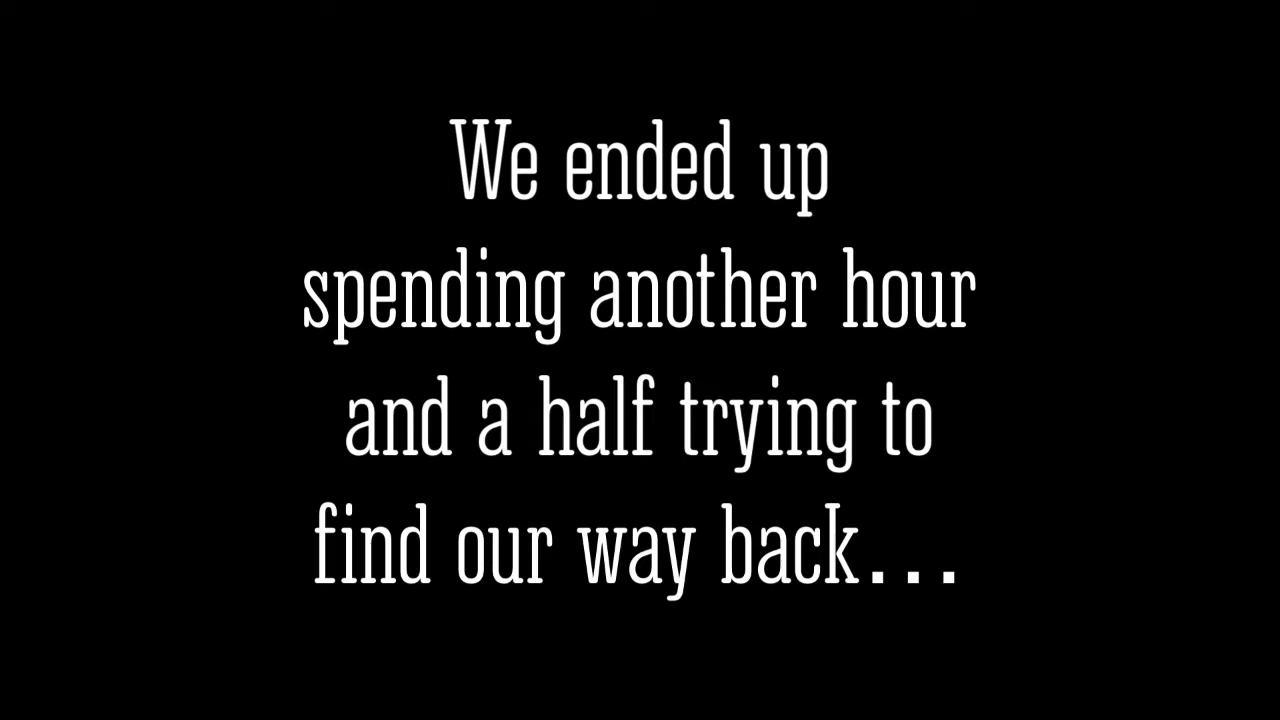 We ended up
spending another hour
and a half trying to
find our way back...